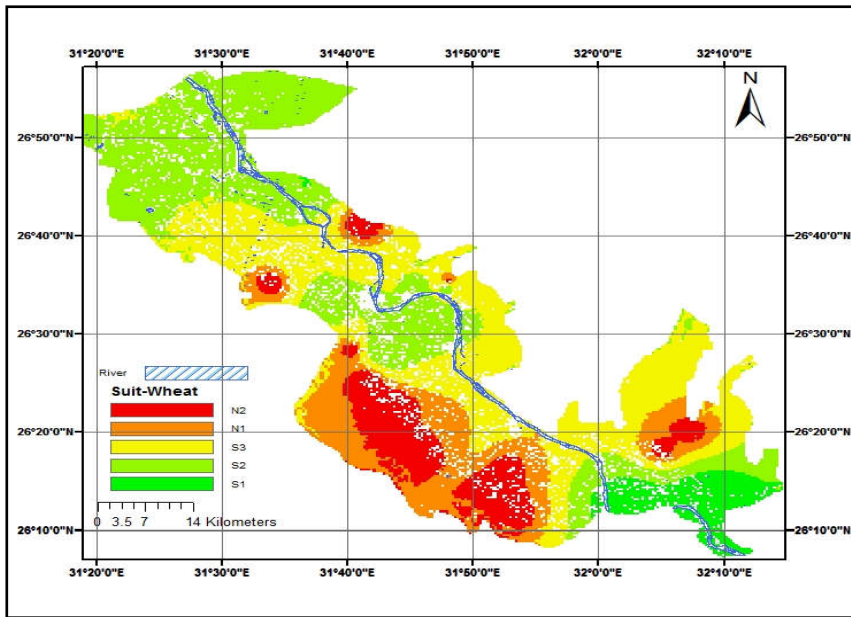 31°20'0"E 31°30'0"E 31°40'0"E 31°50'0"E 32°0'0"E 32°10'0"E
N
26°50'0"N 26°50'0"N
26°40'0"N 26°40'0"N
26°30'0"N 26°30'0"N
River
Suit-Wheat
N2
N1
26°20'0"N 26°20'0"N
S3
S2
S1
0 3.5 7 14 Kilometers
26°10'0"N 26°10'0"N
31°20'0"E 31°30'0"E 31°40'0"E 31°50'0"E 32°0'0"E 32°10'0"E